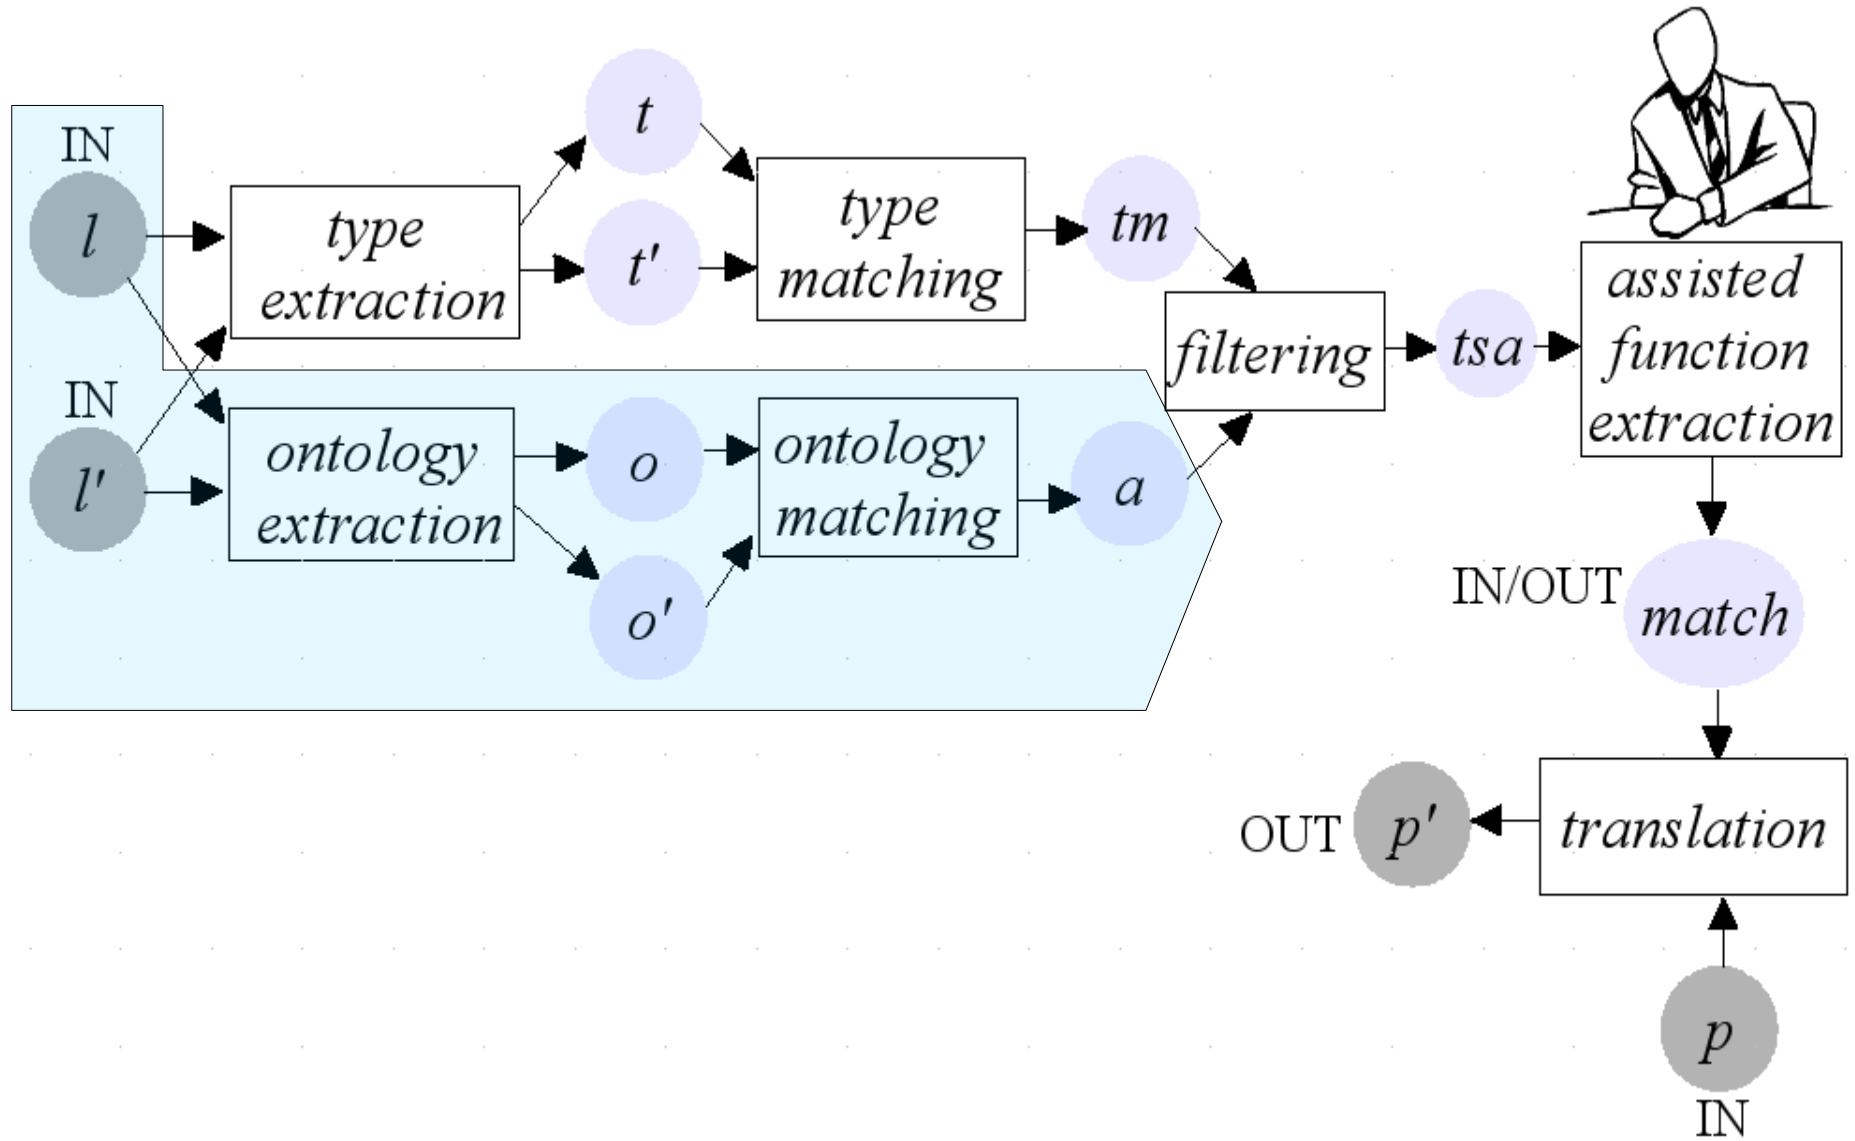 IN
l
type
extraction
t
t'
type
matching
tm
IN
l'
ontology
extraction
o
o'
ontology
matching
a
filtering
tsa
assisted
function
extraction
IN/OUT
match
translation
OUT
p'
p
IN